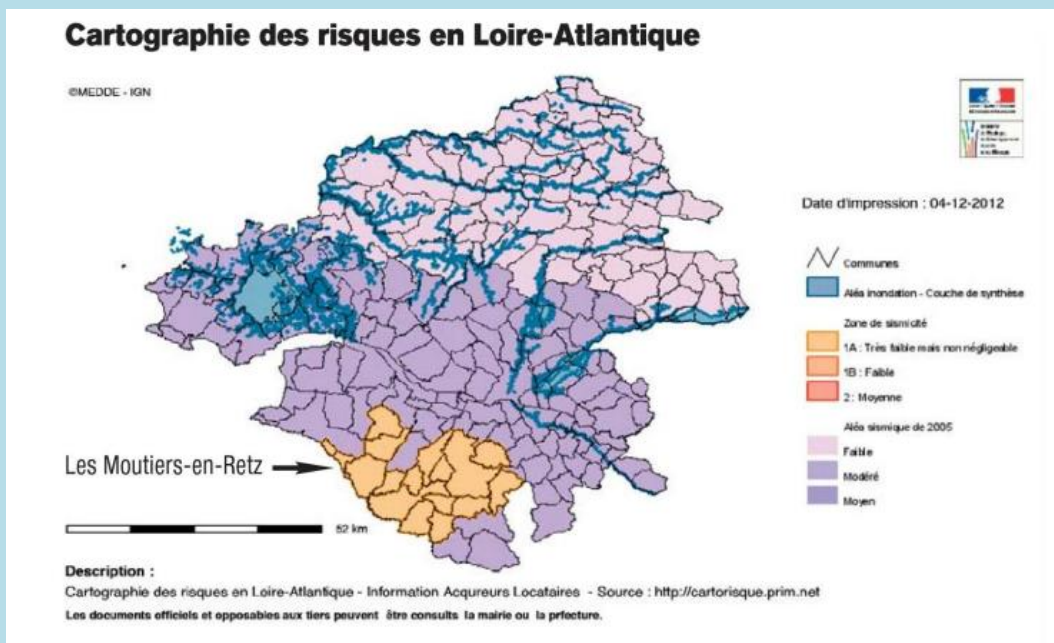 Cartographie des risques en Loire-Atlantique
©MEDDE - IGN
Date d'impression : 04-12-2012
Communes
Aléa inondation - Couche de synthèse
Zone de sismicité
1A : Très faible mais non négligeable
1B : Faible
2 : Moyenne
Aléa sismique de 2005
Faible
Modéré
Moyen
Les Moutiers-en-Retz
52 km
Description :
Cartographie des risques en Loire-Atlantique - Information Acqureurs Locataires - Source : http://cartorisque.prim.net
Les documents officiels et opposables aux tiers peuvent être consults la mairie ou la prfecture.